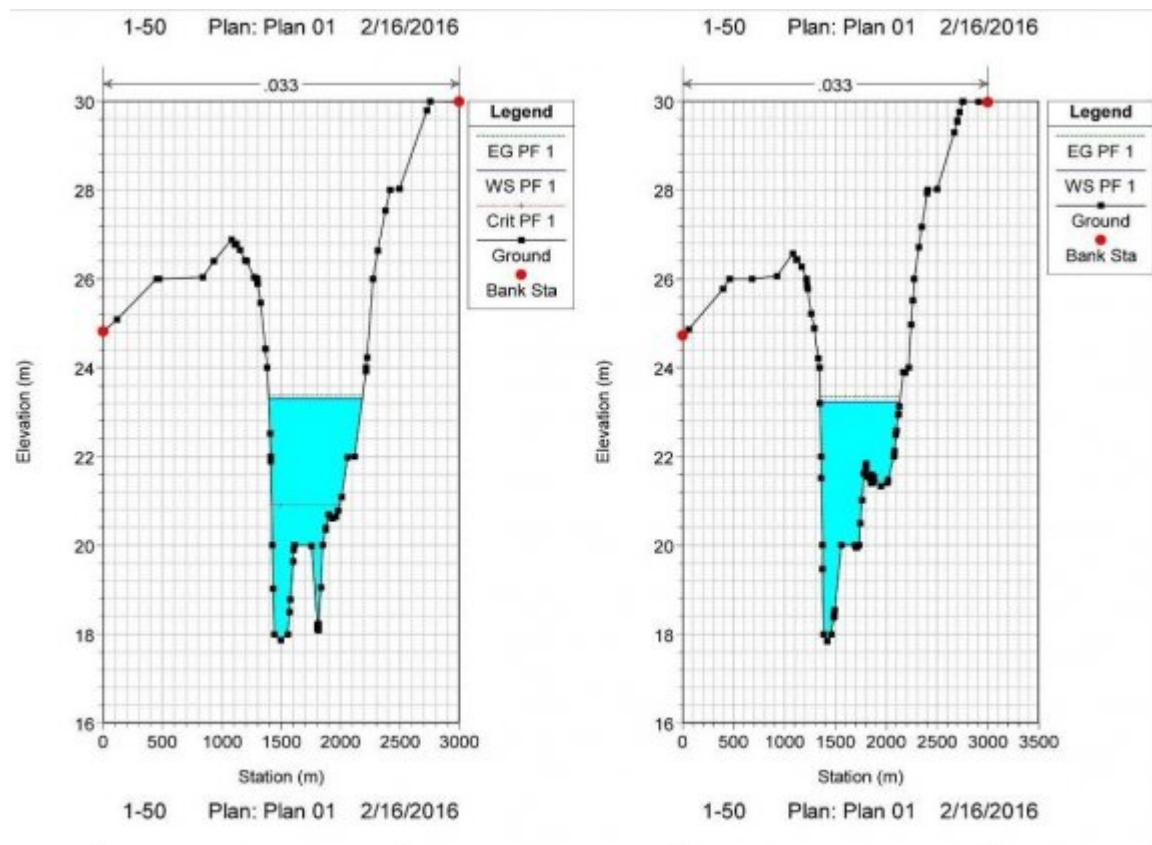 1-50 Plan: Plan 01 2/16/2016
.033
30
28
26
24
22
20
18
16
Elevation (m)
0 500 1000 1500 2000 2500 3000
Station (m)
Legend
EG PF 1
WS PF 1
Crit PF 1
Ground
Bank Sta
1-50 Plan: Plan 01 2/16/2016
1-50 Plan: Plan 01 2/16/2016
.033
30
28
26
24
22
20
18
16
Elevation (m)
0 500 1000 1500 2000 2500 3000 3500
Station (m)
Legend
EG PF 1
WS PF 1
Ground
Bank Sta
1-50 Plan: Plan 01 2/16/2016